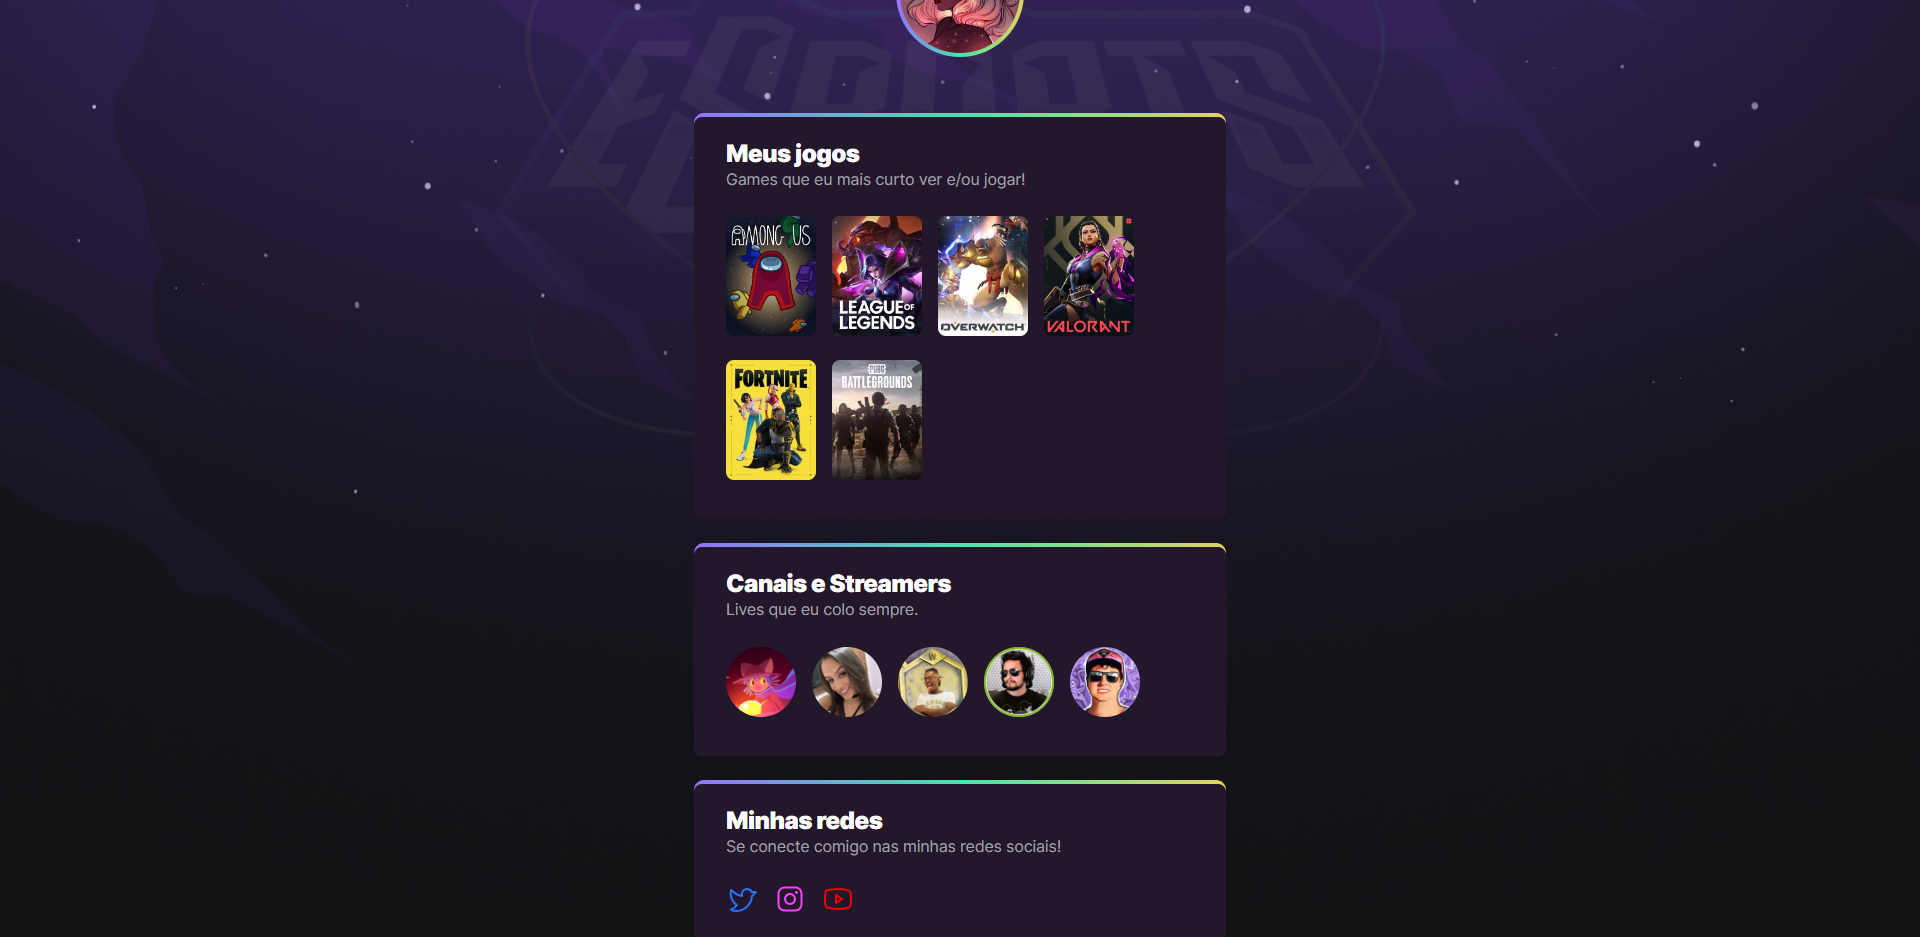 ESPORTS
Meus jogos
Games que eu mais curto ver e/ou jogar!
AMONG US
LEAGUE OF
LEGENDS
OVERWATCH
VALORANT
FORTNITE
PUBG
BATTLEGROUNDS
Canais e Streamers
Lives que eu colo sempre.
Minhas redes
Se conecte comigo nas minhas redes sociais!